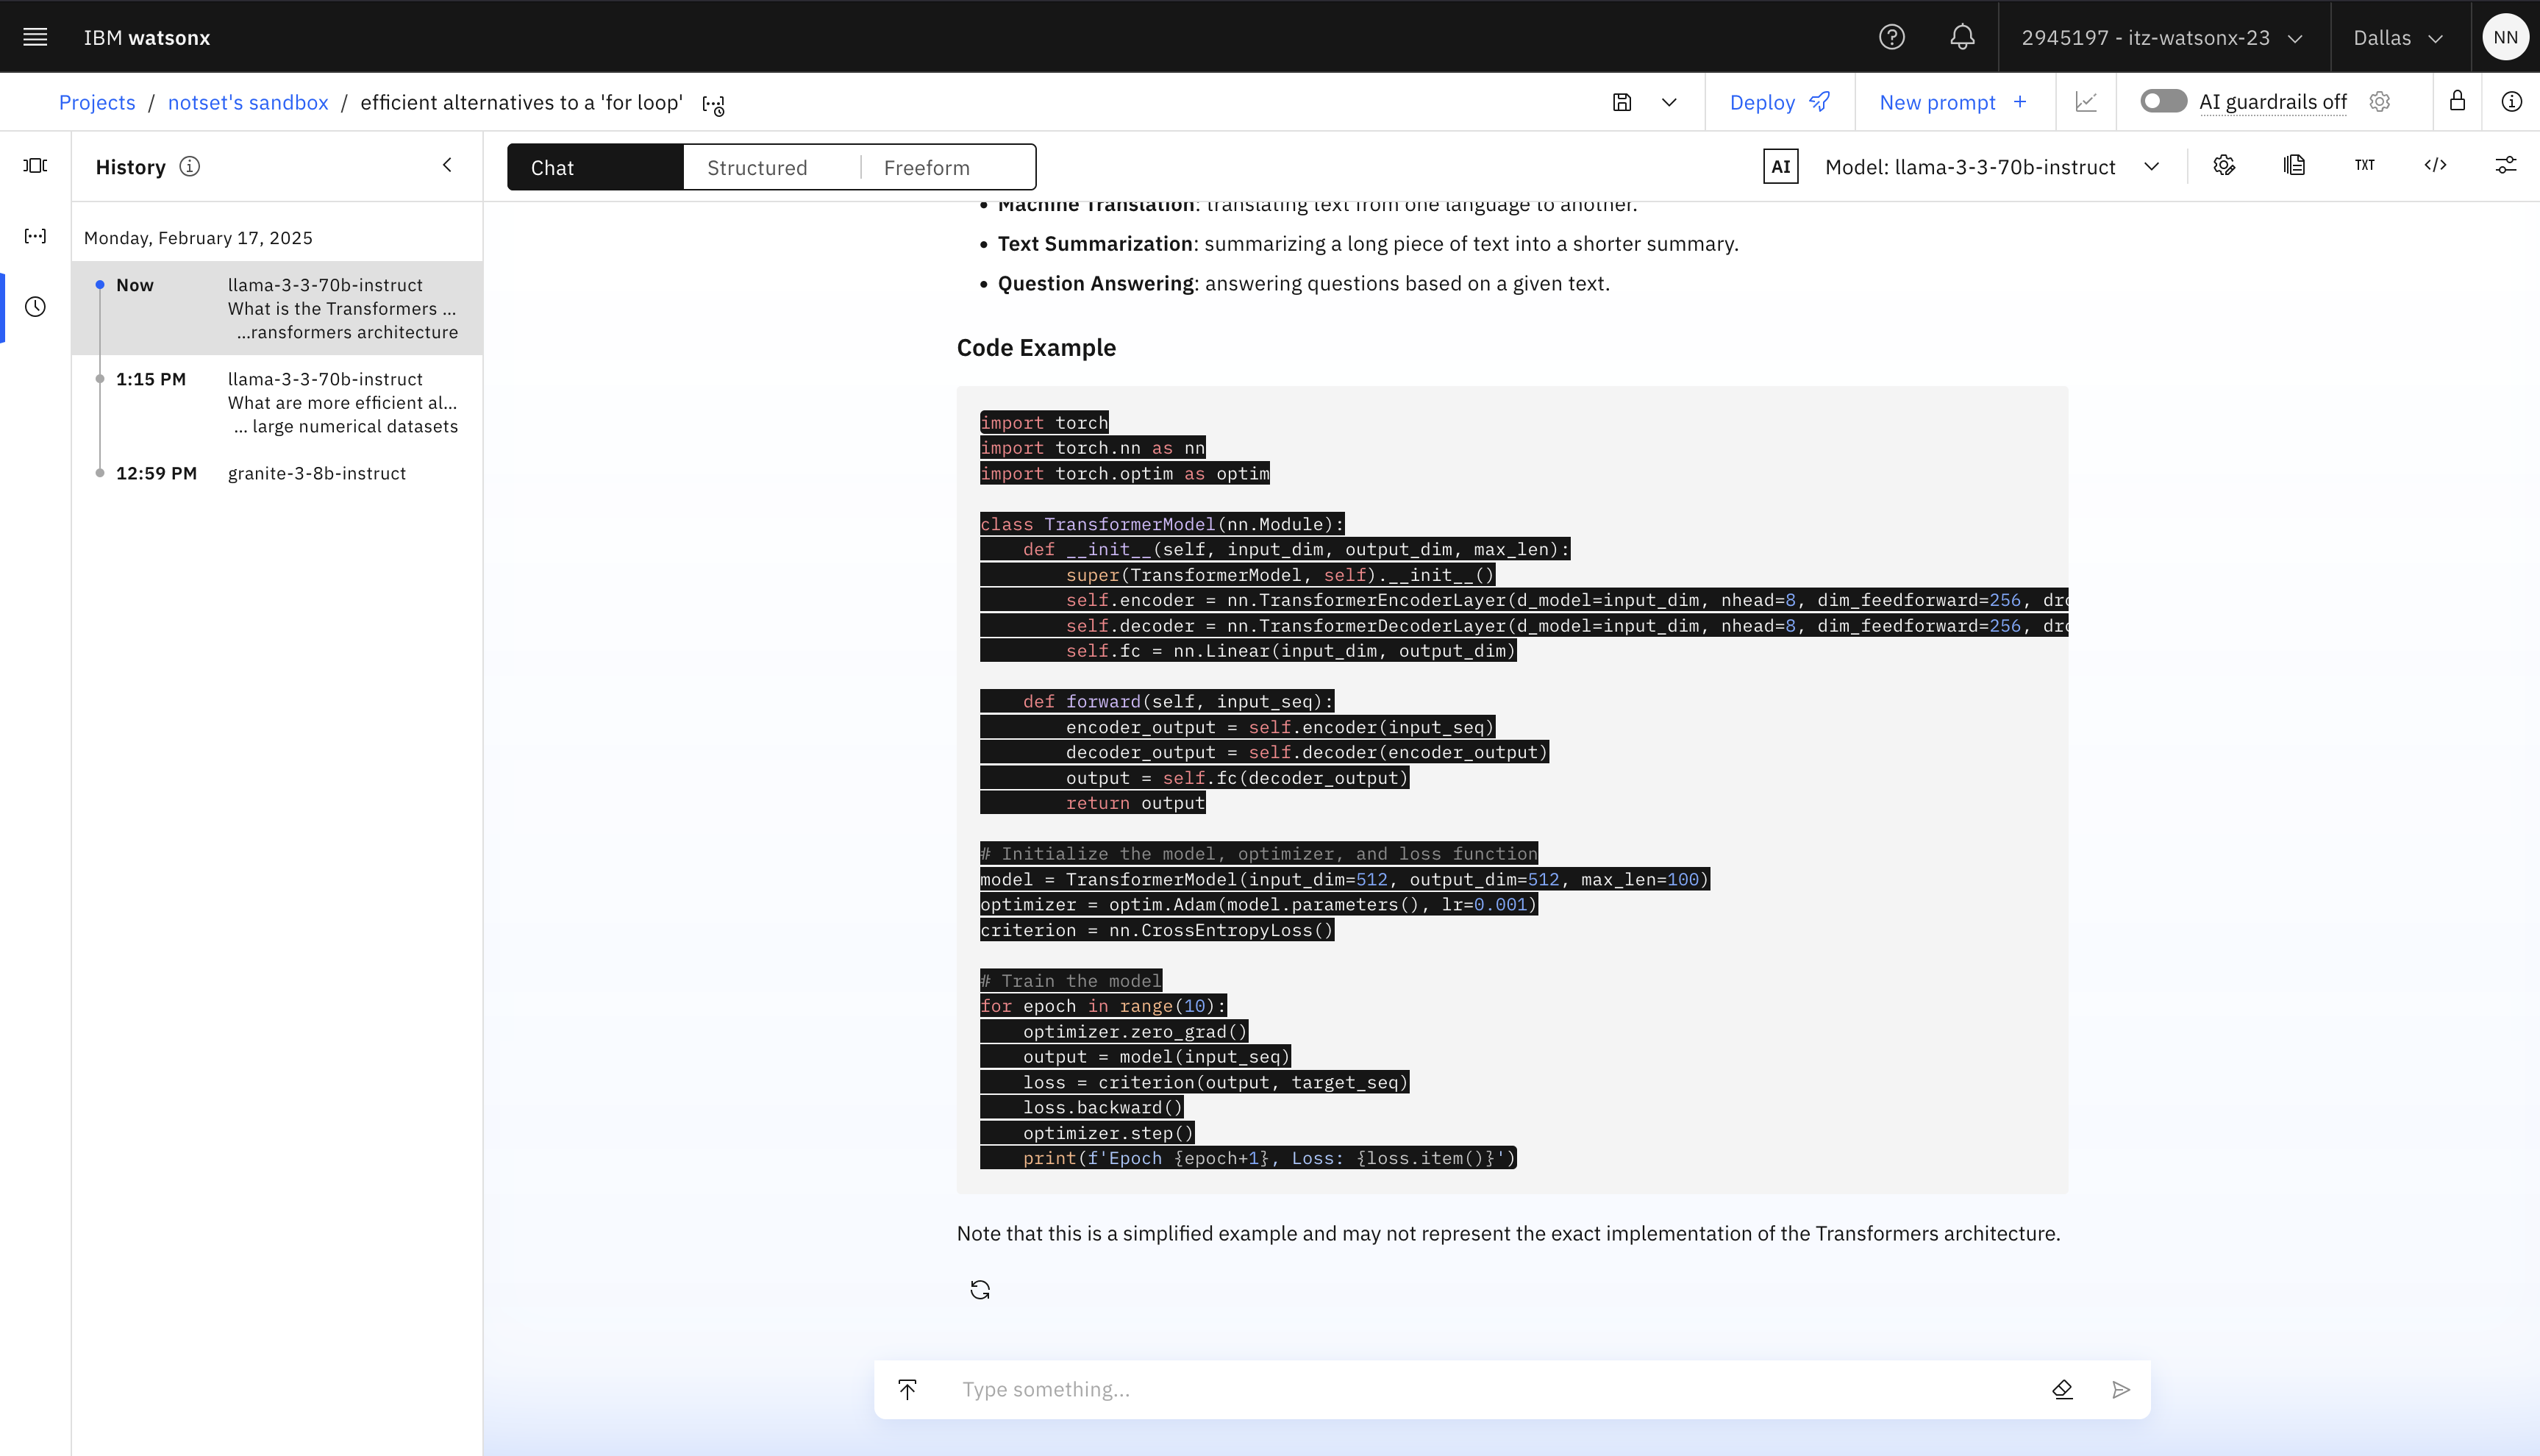 IBM watsonx
2945197 - itz-watsonx-23
Dallas
NN
Projects / notset's sandbox / efficient alternatives to a 'for loop'
Deploy
New prompt +
AI guardrails off
History
Chat
Structured
Freeform
AI
Model: llama-3-3-70b-instruct
TXT
Monday, February 17, 2025
Now
llama-3-3-70b-instruct
What is the Transformers ...
...ransformers architecture
1:15 PM
llama-3-3-70b-instruct
What are more efficient al...
... large numerical datasets
12:59 PM
granite-3-8b-instruct
• Machine Translation: translating text from one language to another.
• Text Summarization: summarizing a long piece of text into a shorter summary.
• Question Answering: answering questions based on a given text.
Code Example
import torch
import torch.nn as nn
import torch.optim as optim
class TransformerModel(nn.Module):
    def __init__(self, input_dim, output_dim, max_len):
        super(TransformerModel, self).__init__()
        self.encoder = nn.TransformerEncoderLayer(d_model=input_dim, nhead=8, dim_feedforward=256,
        self.decoder = nn.TransformerDecoderLayer(d_model=input_dim, nhead=8, dim_feedforward=256,
        self.fc = nn.Linear(input_dim, output_dim)
    def forward(self, input_seq):
        encoder_output = self.encoder(input_seq)
        decoder_output = self.decoder(encoder_output)
        output = self.fc(decoder_output)
        return output
# Initialize the model, optimizer, and loss function
model = TransformerModel(input_dim=512, output_dim=512, max_len=100)
optimizer = optim.Adam(model.parameters(), lr=0.001)
criterion = nn.CrossEntropyLoss()
# Train the model
for epoch in range(10):
    optimizer.zero_grad()
    output = model(input_seq)
    loss = criterion(output, target_seq)
    loss.backward()
    optimizer.step()
    print(f'Epoch {epoch+1}, Loss: {loss.item()}')
Note that this is a simplified example and may not represent the exact implementation of the Transformers architecture.
Type something...